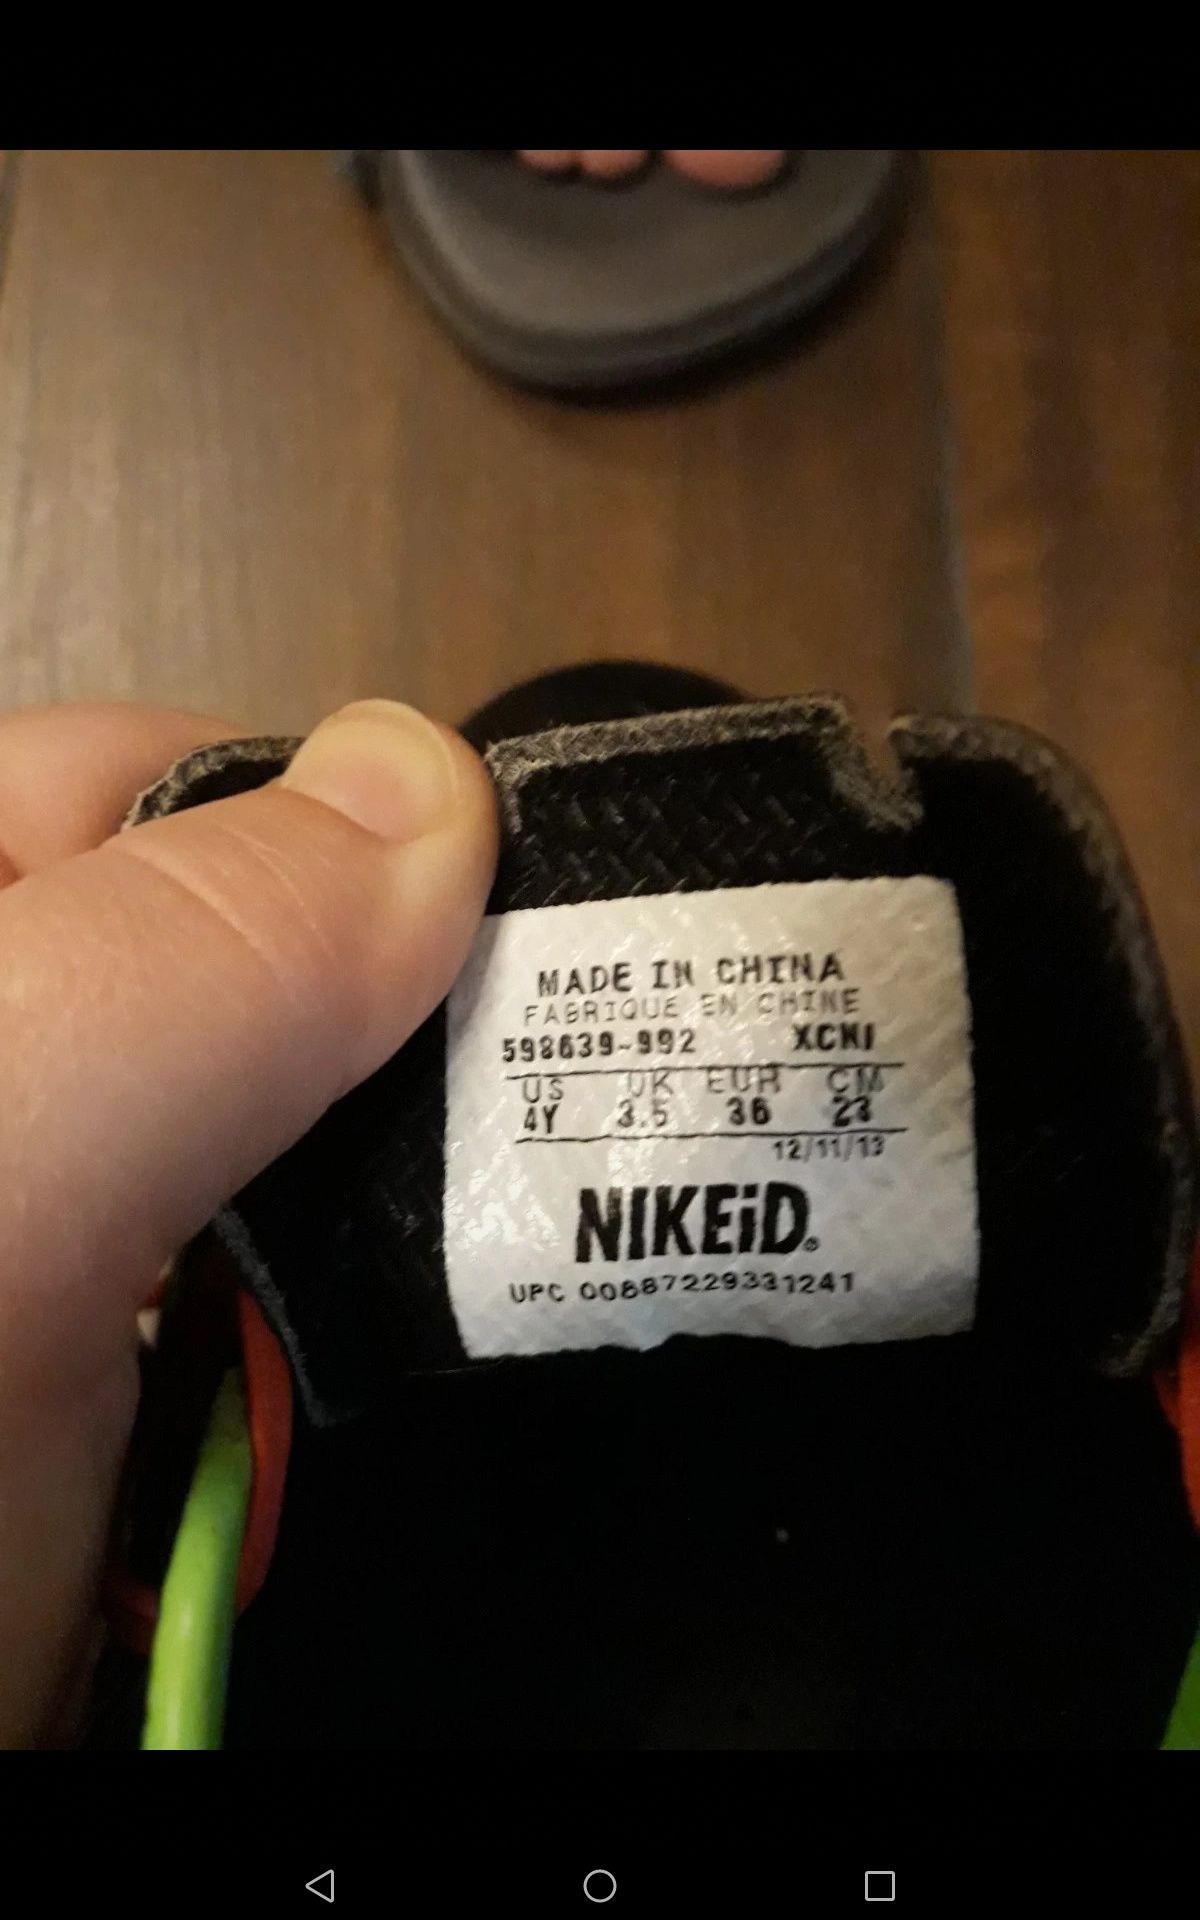 MADE IN CHINA
FABRIQUE EN CHINE
598639-992 XCNI
US UK EUR CM
4Y 3.5 36 23
12/11/13
NIKEiD®
UPC 00887229331241